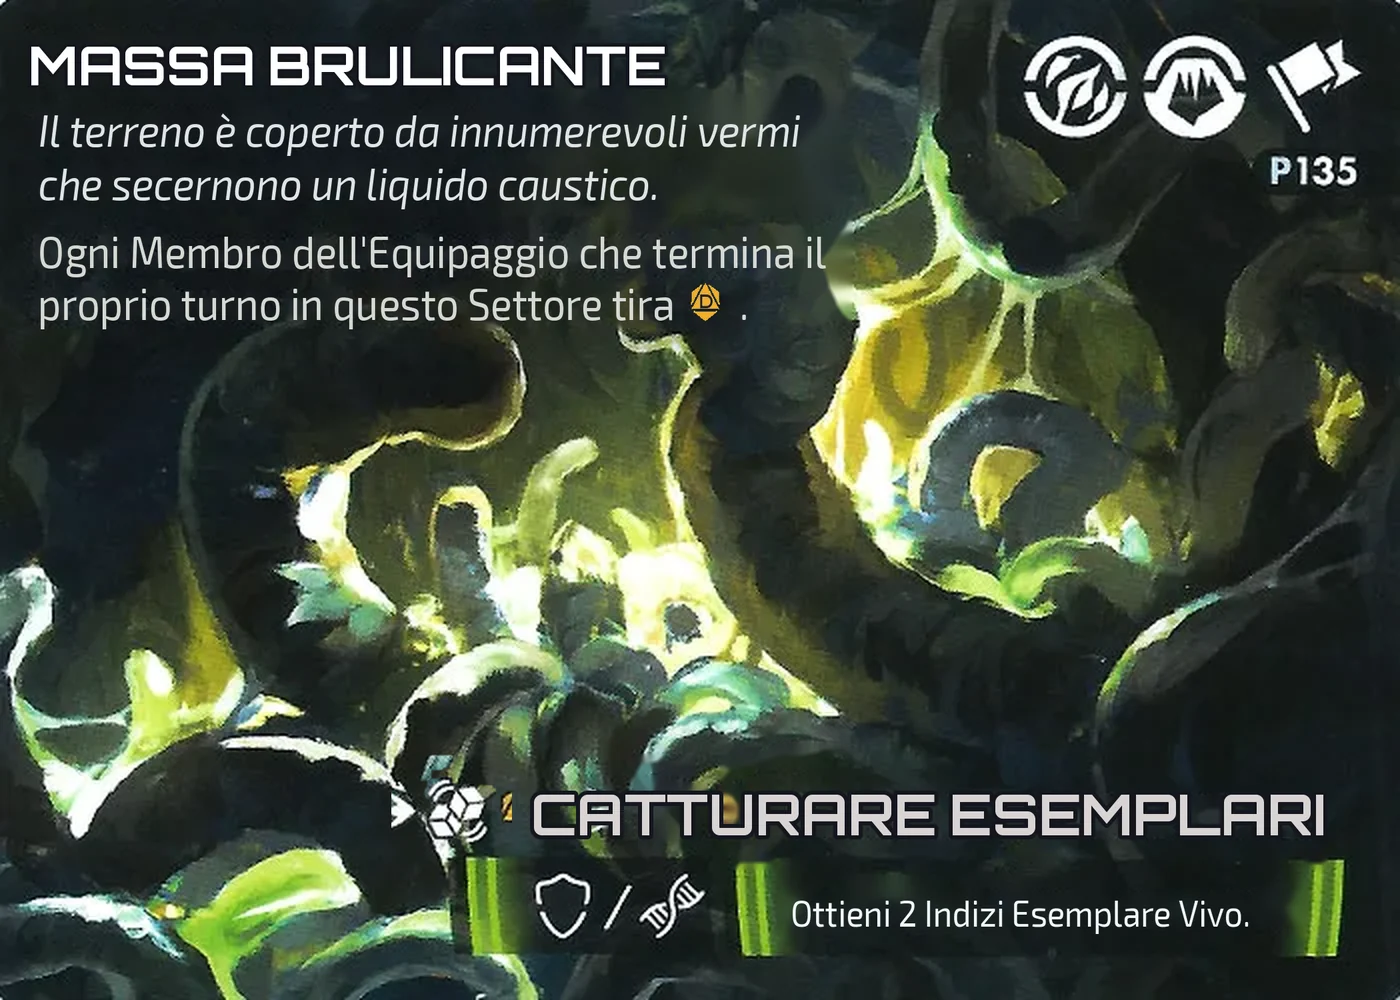 MASSA BRULICANTE
Il terreno è coperto da innumerevoli vermi
che secernono un liquido caustico.
P135
Ogni Membro dell'Equipaggio che termina il
proprio turno in questo Settore tira D .
CATTURARE ESEMPLARI
Ottieni 2 Indizi Esemplare Vivo.